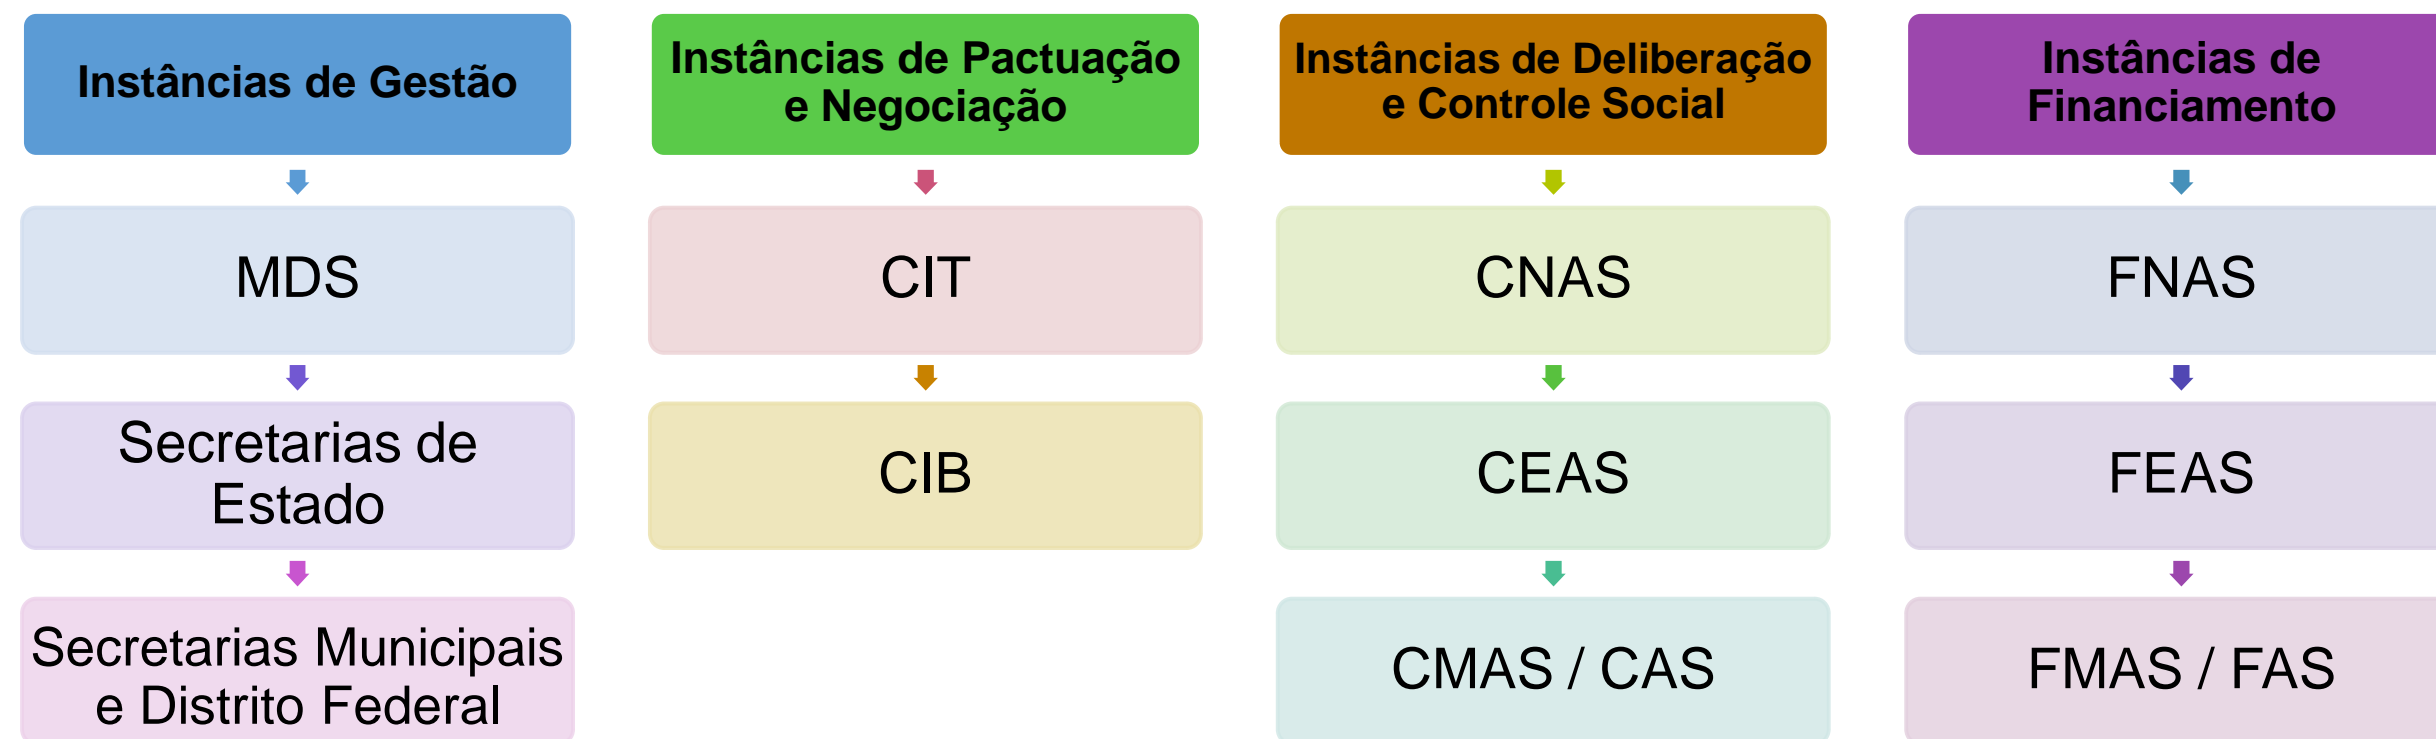 Instâncias de Gestão
MDS
Secretarias de
Estado
Secretarias Municipais
e Distrito Federal
Instâncias de Pactuação
e Negociação
CIT
CIB
Instâncias de Deliberação
e Controle Social
CNAS
CEAS
CMAS / CAS
Instâncias de
Financiamento
FNAS
FEAS
FMAS / FAS